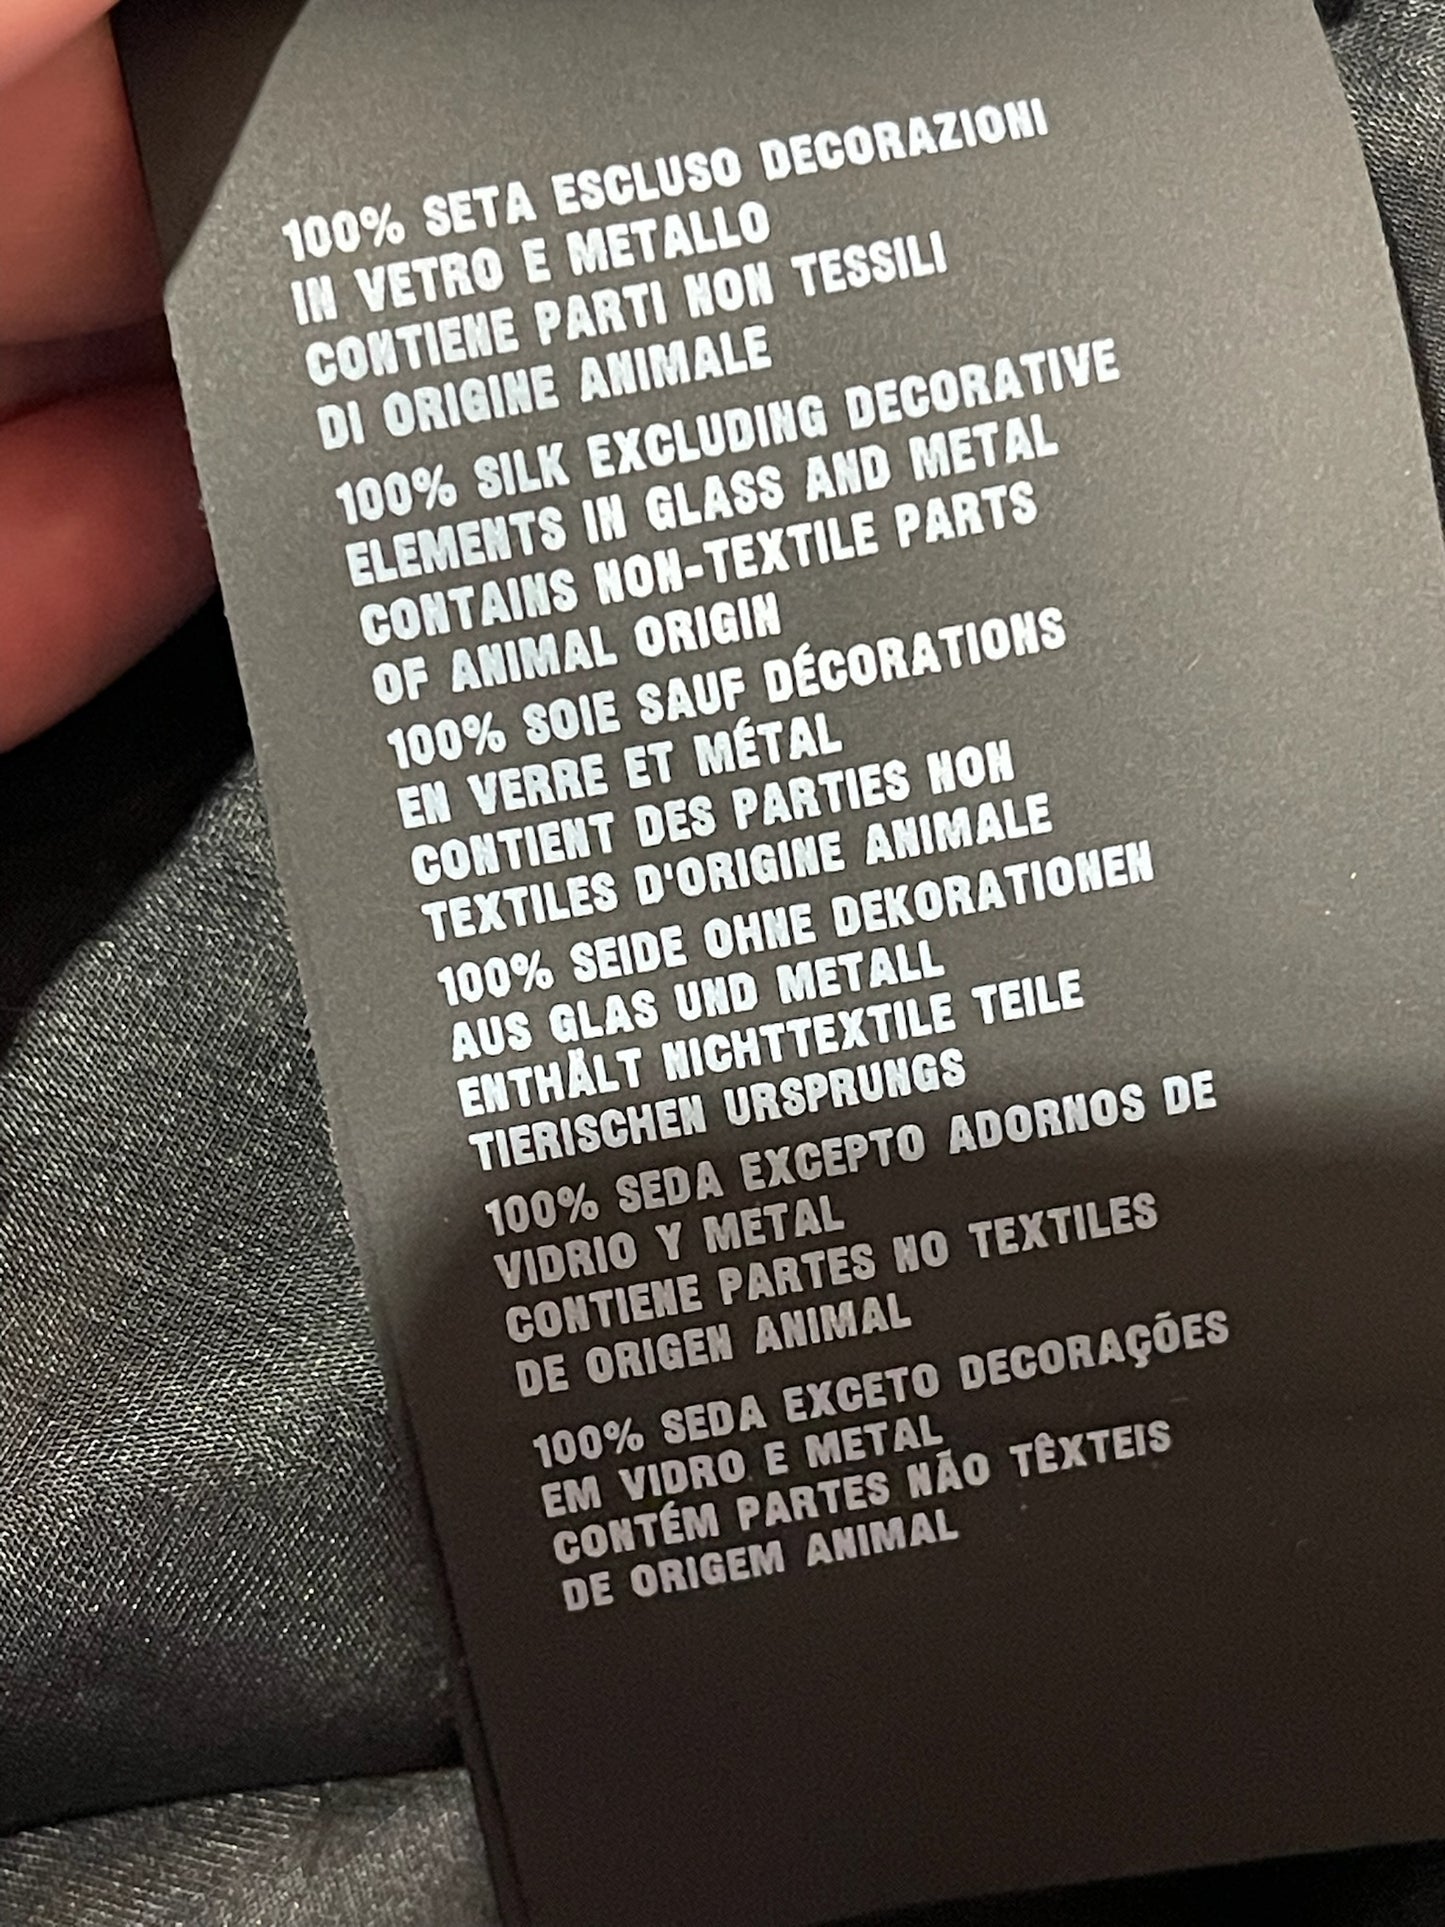 100% SETA ESCLUSO DECORAZIONI
IN VETRO E METALLO
CONTIENE PARTI NON TESSILI
DI ORIGINE ANIMALE
100% SILK EXCLUDING DECORATIVE
ELEMENTS IN GLASS AND METAL
CONTAINS NON-TEXTILE PARTS
OF ANIMAL ORIGIN
100% SOIE SAUF DÉCORATIONS
EN VERRE ET MÉTAL
CONTIENT DES PARTIES NON
TEXTILES D'ORIGINE ANIMALE
100% SEIDE OHNE DEKORATIONEN
AUS GLAS UND METALL
ENTHÄLT NICHTTEXTILE TEILE
TIERISCHEN URSPRUNGS
100% SEDA EXCEPTO ADORNOS DE
VIDRIO Y METAL
CONTIENE PARTES NO TEXTILES
DE ORIGEN ANIMAL
100% SEDA EXCETO DECORAÇÕES
EM VIDRO E METAL
CONTÉM PARTES NÃO TÊXTEIS
DE ORIGEM ANIMAL